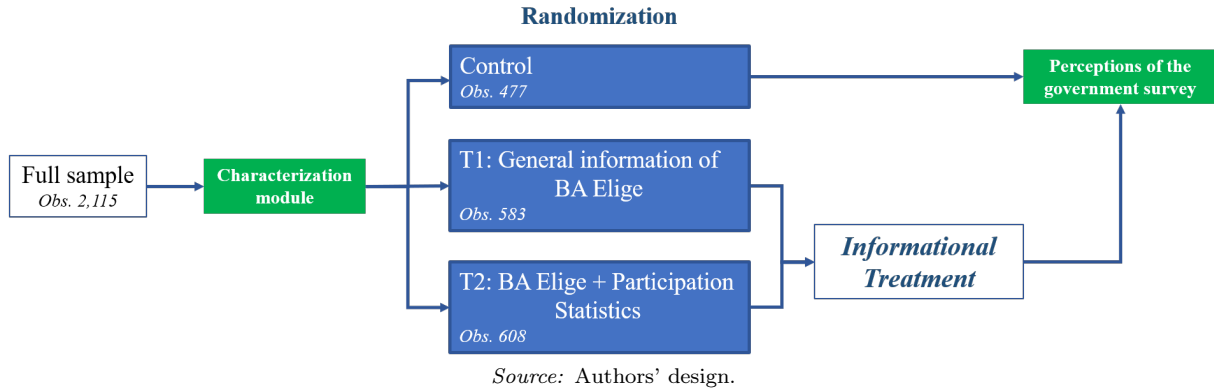 Randomization
Control
Obs. 477
Perceptions of the
government survey
Full sample
Obs. 2,115
Characterization
module
T1: General information of
BA Elige
Obs. 583
Informational
Treatment
T2: BA Elige + Participation
Statistics
Obs. 608
Source: Authors' design.